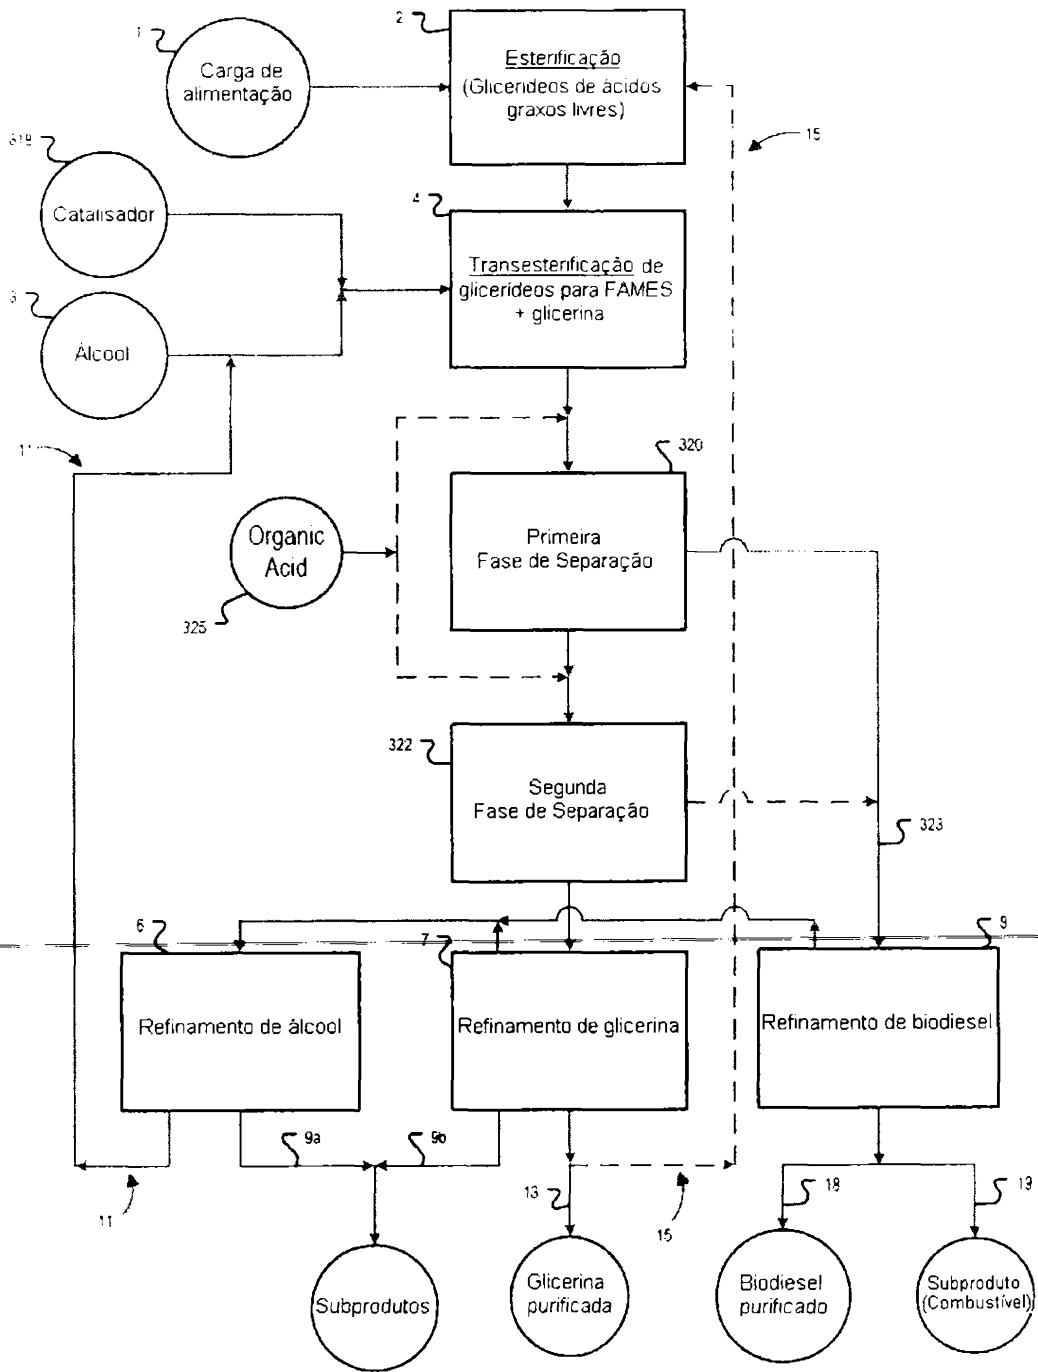 1
Carga de
alimentação
2
Esterificação
(Glicerídeos de ácidos
graxos livres)
15
318
Catalisador
4
Transesterificação de
glicerídeos para FAMES
+ glicerina
Álcool
11
320
Primeira
Fase de Separação
Organic
Acid
325
322
Segunda
Fase de Separação
323
6
Refinamento de álcool
7
Refinamento de glicerina
9
Refinamento de biodiesel
9a
9b
11
13
15
18
19
Subprodutos
Glicerina
purificada
Biodiesel
purificado
Subproduto
(Combustível)